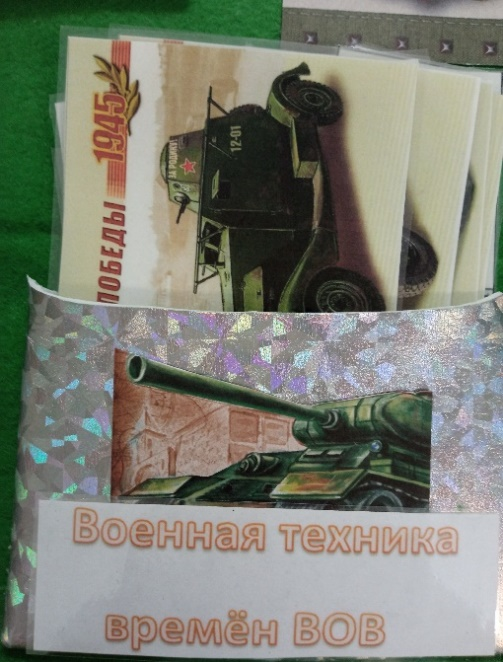 ПОБЕДЫ 1945
ЗА РОДИНУ!
12-01
Военная техника
времён ВОВ